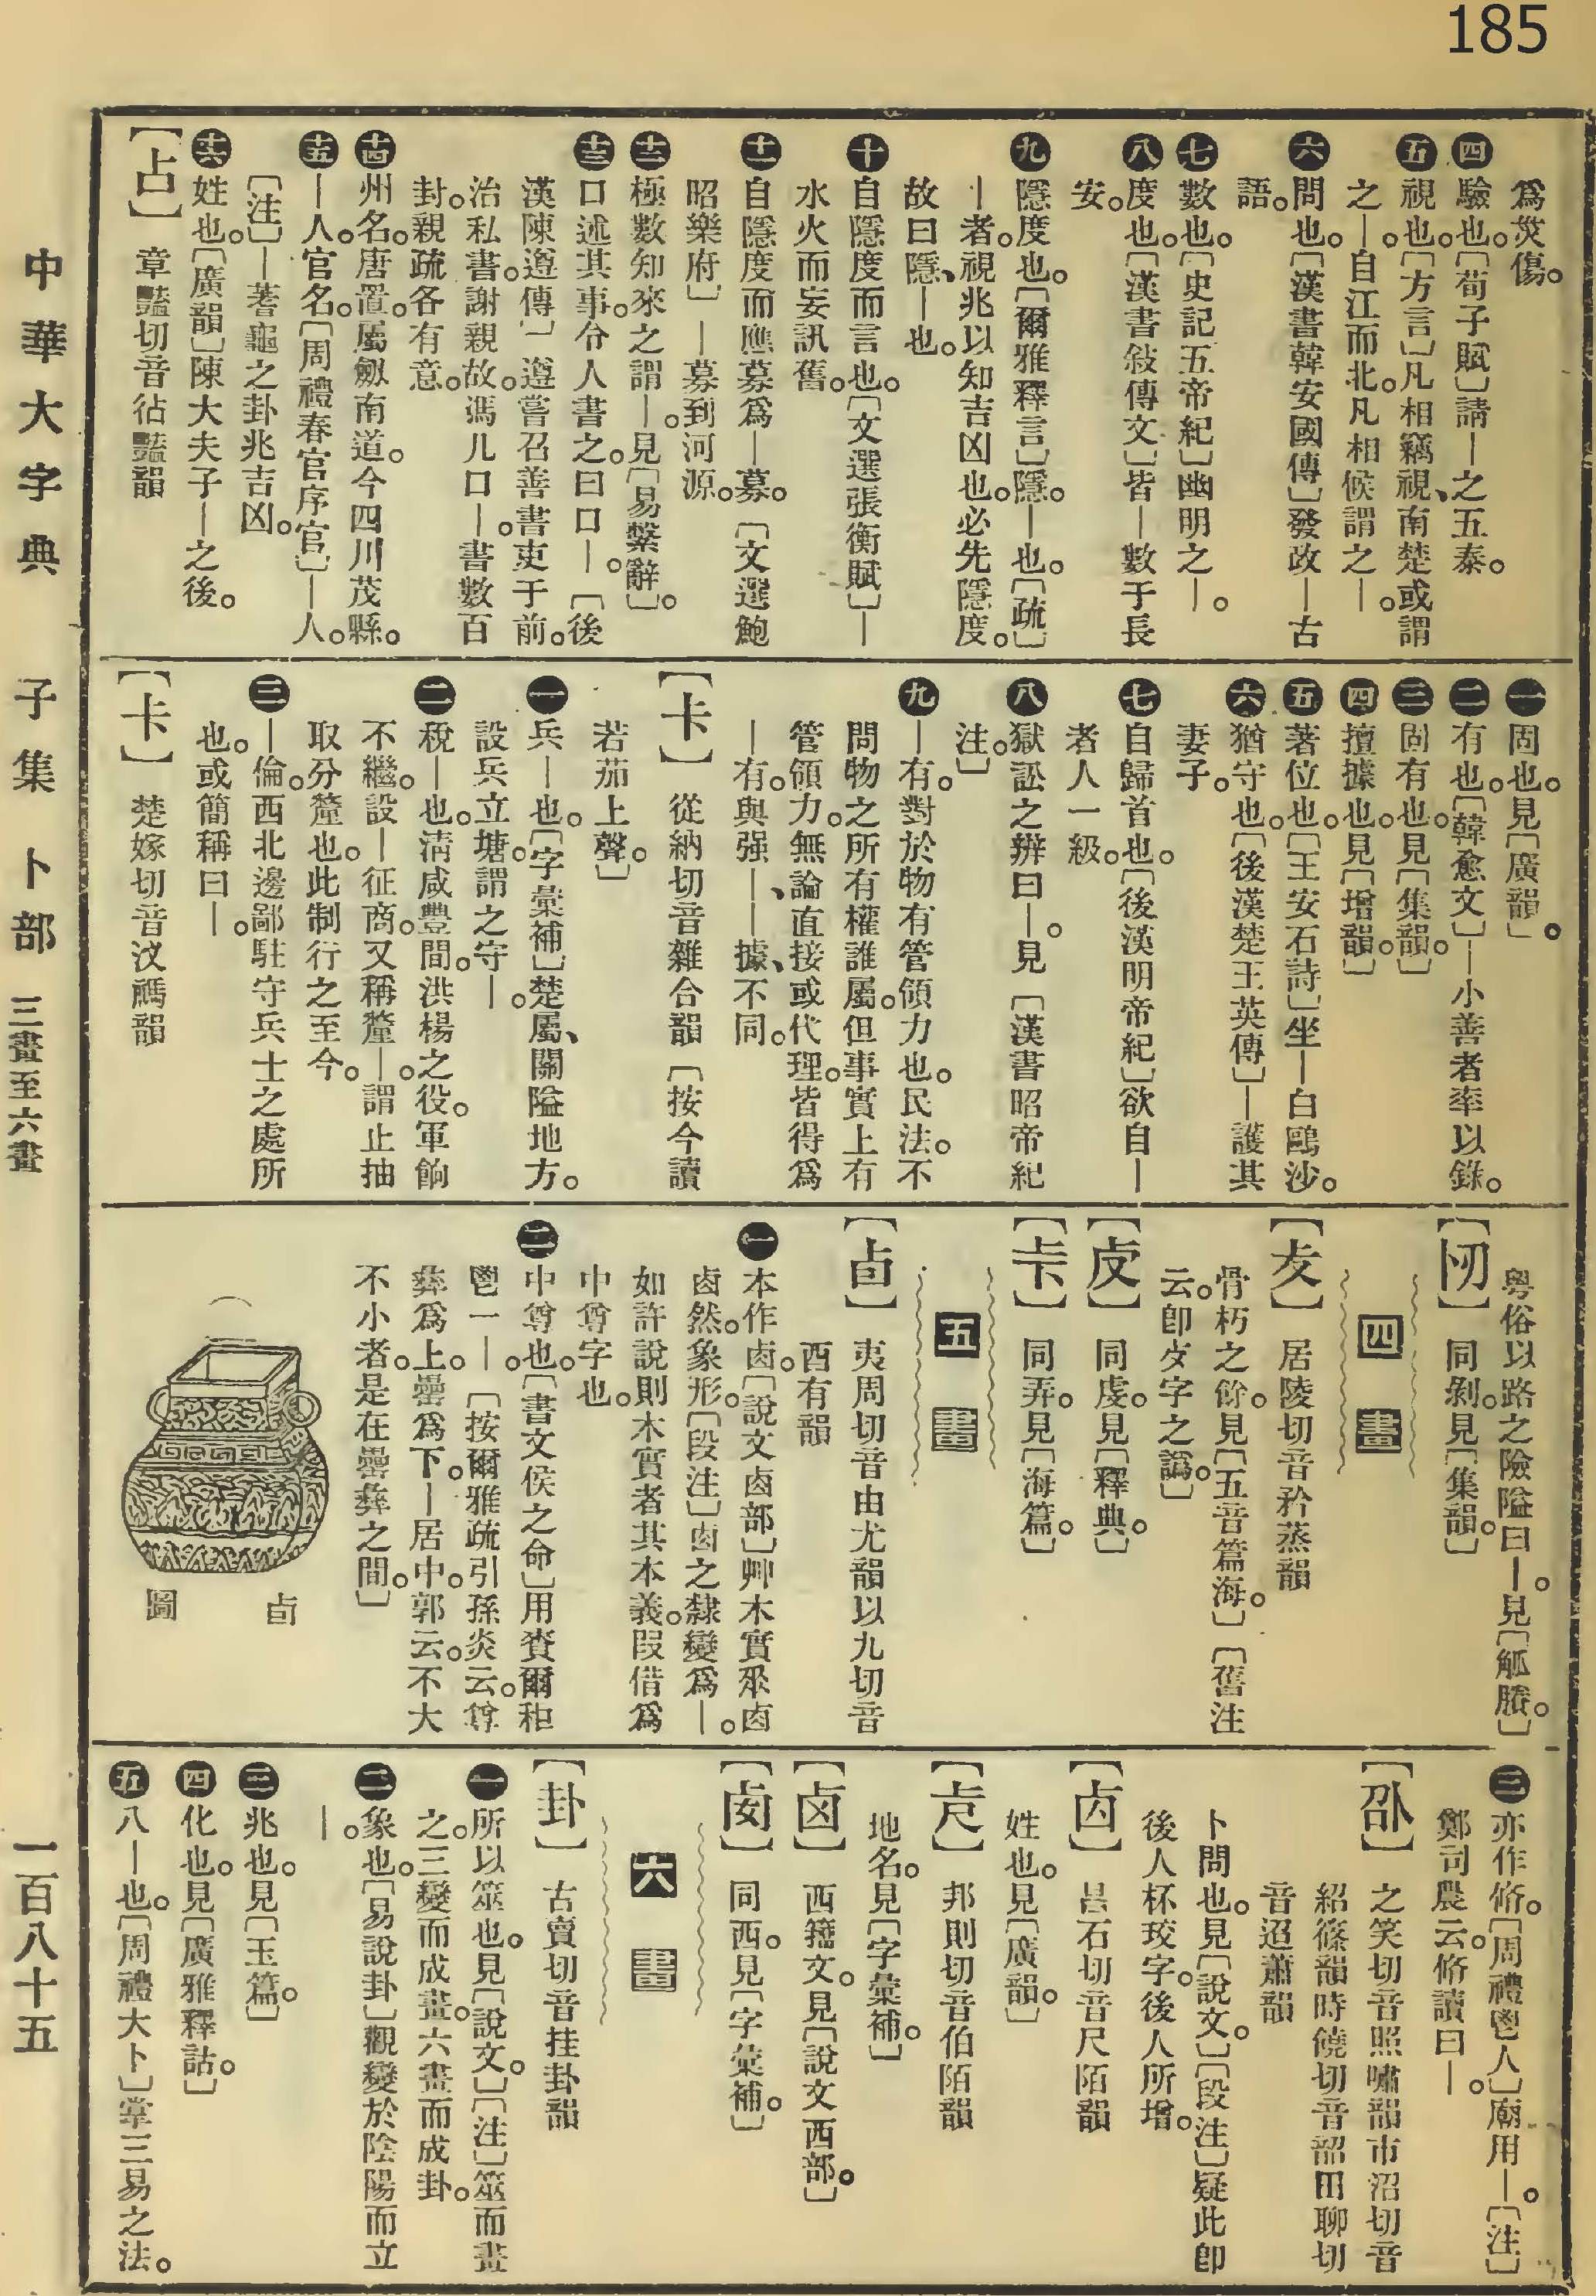 185
爲災傷。
四驗也。〔荀子賦〕請―之五泰。
五視也。〔方言〕凡相竊視、南楚或謂
之―。自江而北。凡相候謂之―。
六問也。〔漢書韓安國傳〕發政―古
語。
七數也。〔史記五帝紀〕幽明之―。
八度也。〔漢書敍傳文〕皆―數于長
安。
九隱度也。〔爾雅釋言〕隱。―也。〔疏〕
―者。視兆以知吉凶也。必先隱度。
故曰隱、―也。
十自隱度而言也。〔文選張衡賦〕―
水火而妄訊舊。
十一自隱度而應募爲―募。〔文選鮑
昭樂府〕―募到河源。
十二極數知來之謂―。見〔易繫辭〕。
十三口述其事。令人書之。曰口―。〔後
漢陳遵傳〕遵嘗召善書吏于前。
治私書。謝親故。馮几口―。書數百
封。親疏各有意。
十四州名。唐置。屬劒南道。今四川茂縣。
十五―人。官名。〔周禮春官序官〕―人。
〔注〕―蓍龜之卦兆吉凶。
十六姓也。〔廣韻〕陳大夫子―之後。
〔占〕章豔切音佔豔韻
一固也。見〔廣韻〕。
二有也。〔韓愈文〕―小善者率以錄。
三固有也。見〔集韻〕。
四擅據也。見〔增韻〕。
五著位也。〔王安石詩〕坐―白鷗沙。
六猶守也。〔後漢楚王英傳〕―護其
妻子。
七自歸首也。〔後漢明帝紀〕欲自―
者人一級。
八獄訟之辨曰―。見〔漢書昭帝紀
注〕。
九―有。對於物有管領力也。民法。不
問物之所有權誰屬。但事實上有
管領力。無論直接或代理。皆得爲
―有。與强―、―據、不同。
〔卡〕從納切音雜合韻〔按今讀
若茄上聲。〕
一兵―也。〔字彙補〕楚屬、關隘地方。
設兵立塘。謂之守―。
二稅―也。清咸豐間。洪楊之役。軍餉
不繼。設―征商。又稱釐―。謂止抽
取分釐也。此制行之至今。
三―倫。西北邊鄙駐守兵士之處所
也。或簡稱曰―。
〔卡〕楚嫁切音汊禡韻
粤俗以路之險隘曰―。見〔觚賸。〕
〔𠧟〕同剝。見〔集韻。〕
四畫
〔叐〕居陵切音矜蒸韻
骨朽之餘。見〔五音篇海。〕〔舊注
云。卽攴字之譌。〕
〔虔〕同虔。見〔釋典。〕
〔卡〕同弄。見〔海篇。〕
五畫
〔卣〕夷周切音由尤韻以九切音
酉有韻
一本作卥。〔說文卥部〕艸木實𠂹卥
卥然。象形。〔段注〕卥之隸變爲―。
如許說則木實者其本義。叚借爲
中尊字也。
二中尊也。〔書文侯之命〕用賚爾秬
鬯一―。〔按爾雅疏引孫炎云。尊
彝爲上。罍爲下。―居中。郭云。不大
不小者。是在罍彝之間。〕
卣圖
三亦作脩。〔周禮鬯人〕廟用―。〔注〕
鄭司農云。脩讀曰―。
〔卲〕之笑切音照嘯韻市沼切音
紹篠韻時饒切音韶田聊切
音迢蕭韻
卜問也。見〔說文。〕〔段注〕疑此卽
後人杯珓字。後人所增。
〔卥〕昌石切音尺陌韻
姓也。見〔廣韻。〕
邦則切音伯陌韻
地名。見〔字彙補。〕
〔卤〕西籒文。見〔說文西部。〕
同西。見〔字彙補。〕
六畫
〔卦〕古賣切音挂卦韻
一所以筮也。見〔說文。〕〔注〕筮而畫
之。三變而成畫。六畫而成卦。
二象也。〔易說卦〕觀變於陰陽而立
―。
三兆也。見〔玉篇。〕
四化也。見〔廣雅釋詁。〕
五八―也。〔周禮大卜〕掌三易之法。
中華大字典 子集 卜部 三畫至六畫 一百八十五